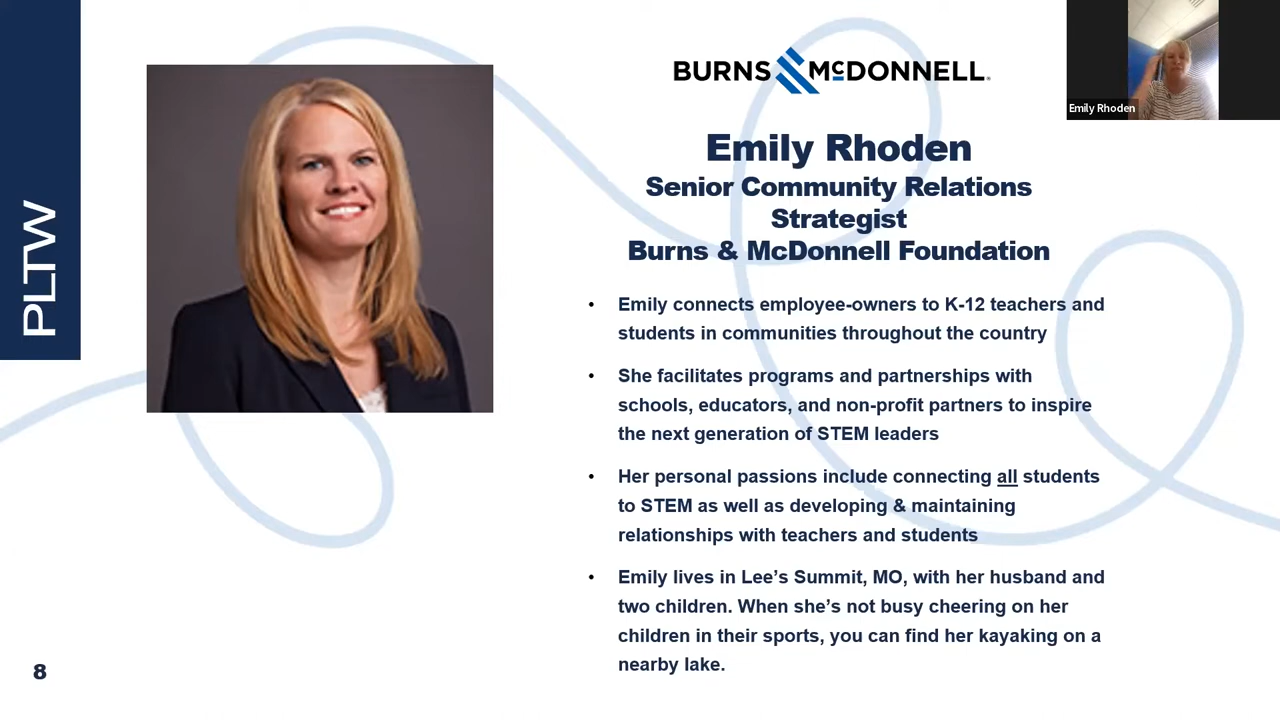 PLTW
BURNS McDONNELL
Emily Rhoden
Emily Rhoden
Senior Community Relations
Strategist
Burns & McDonnell Foundation
• Emily connects employee-owners to K-12 teachers and
students in communities throughout the country
• She facilitates programs and partnerships with
schools, educators, and non-profit partners to inspire
the next generation of STEM leaders
• Her personal passions include connecting all students
to STEM as well as developing & maintaining
relationships with teachers and students
• Emily lives in Lee’s Summit, MO, with her husband and
two children. When she’s not busy cheering on her
children in their sports, you can find her kayaking on a
nearby lake.
8